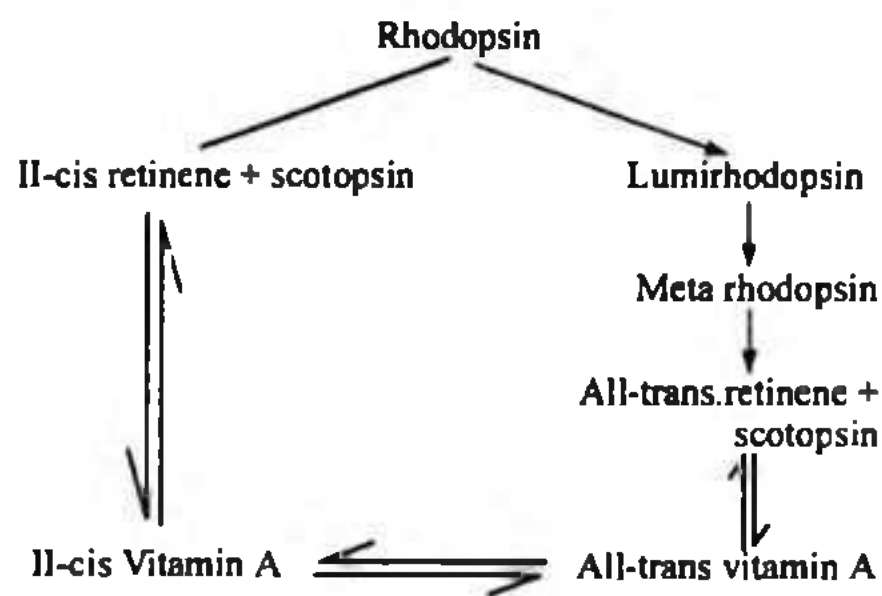 Rhodopsin
II-cis retinene + scotopsin
Lumirhodopsin
Meta rhodopsin
All-trans.retinene +
scotopsin
II-cis Vitamin A
All-trans vitamin A